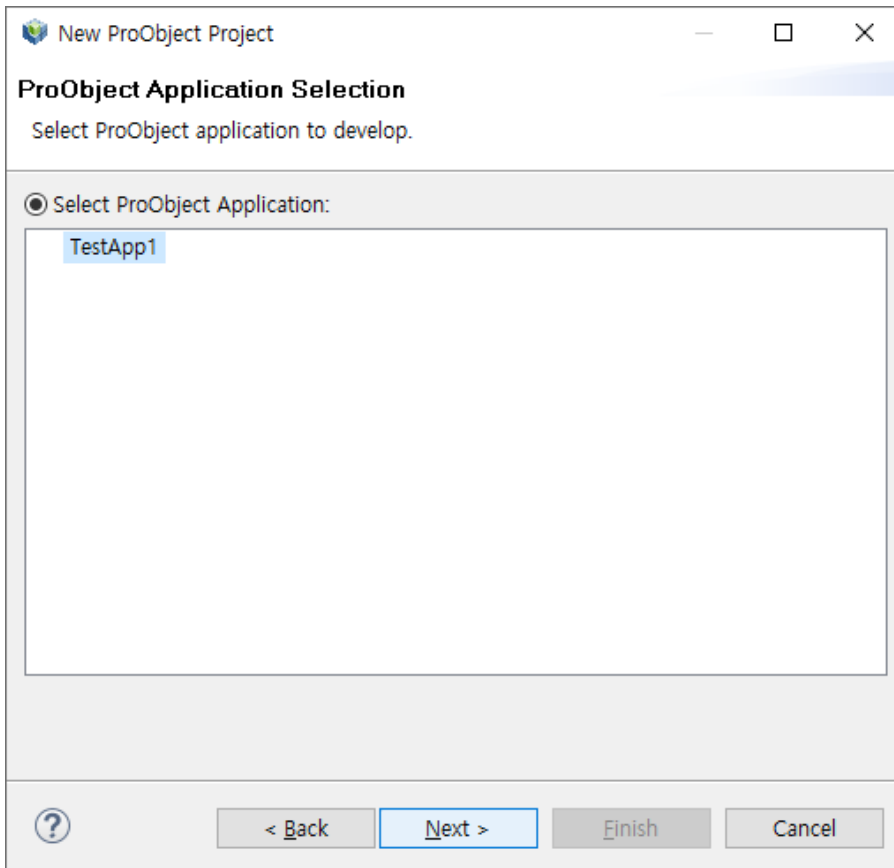 New ProObject Project
ProObject Application Selection
Select ProObject application to develop.
Select ProObject Application:
TestApp1
< Back
Next >
Finish
Cancel